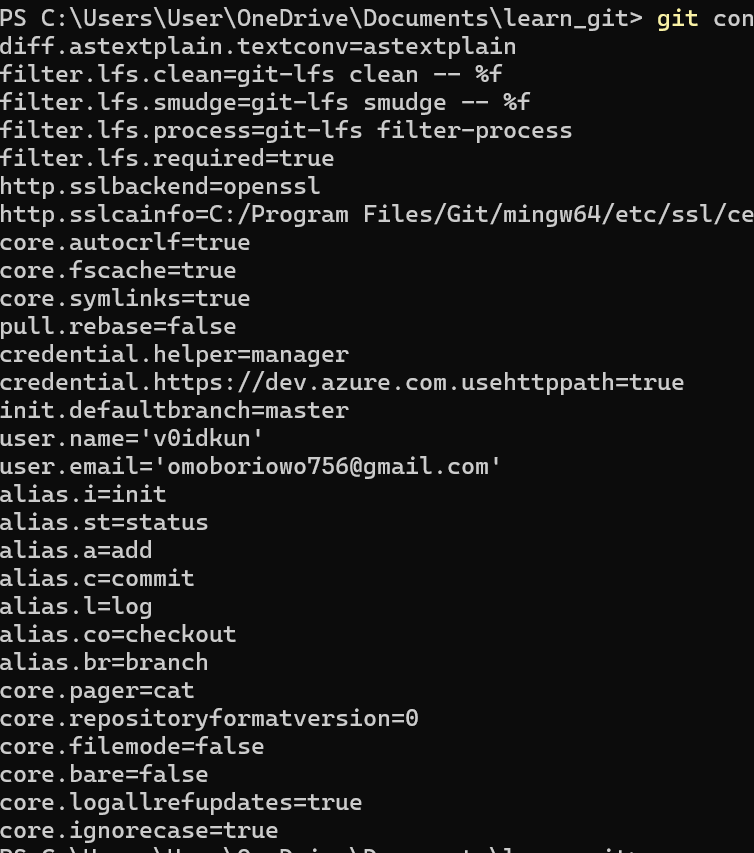 PS C:\Users\User\OneDrive\Documents\learn_git> git con
diff.astextplain.textconv=astextplain
filter.lfs.clean=git-lfs clean -- %f
filter.lfs.smudge=git-lfs smudge -- %f
filter.lfs.process=git-lfs filter-process
filter.lfs.required=true
http.sslbackend=openssl
http.sslcainfo=C:/Program Files/Git/mingw64/etc/ssl/ce
core.autocrlf=true
core.fscache=true
core.symlinks=true
pull.rebase=false
credential.helper=manager
credential.https://dev.azure.com.usehttppath=true
init.defaultbranch=master
user.name='v0idkun'
user.email='omoboriowo756@gmail.com'
alias.i=init
alias.st=status
alias.a=add
alias.c=commit
alias.l=log
alias.co=checkout
alias.br=branch
core.pager=cat
core.repositoryformatversion=0
core.filemode=false
core.bare=false
core.logallrefupdates=true
core.ignorecase=true